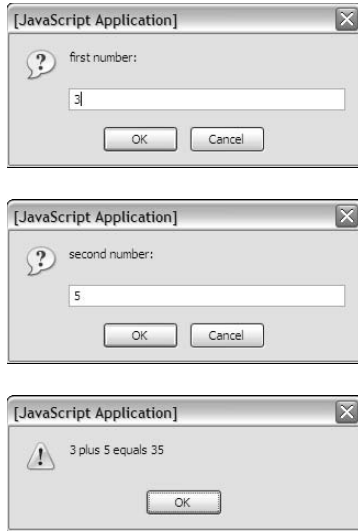 [JavaScript Application]
first number:
3
OK Cancel
[JavaScript Application]
second number:
5
OK Cancel
[JavaScript Application]
3 plus 5 equals 35
OK